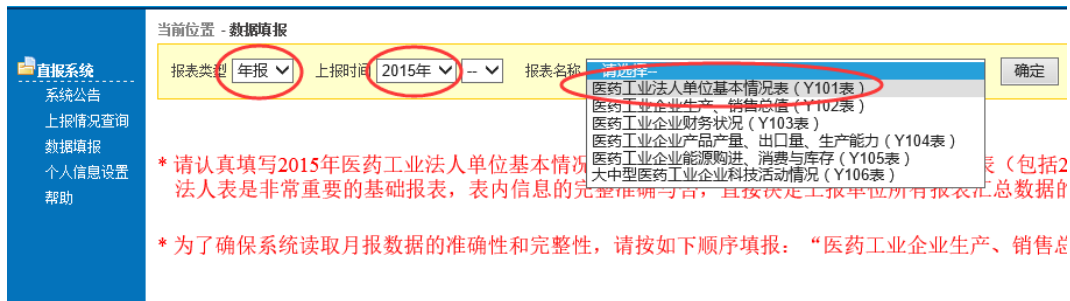 当前位置 - 数据填报
直报系统
系统公告
上报情况查询
数据填报
个人信息设置
帮助
报表类型 年报 上报时间 2015年 -- 报表名称 --请选择-- 确定
医药工业法人单位基本情况表（Y101表）
医药工业企业生产、销售总值（Y102表）
医药工业企业财务状况（Y103表）
医药工业企业产品产量、出口量、生产能力（Y104表）
医药工业企业能源购进、消费与库存（Y105表）
大中型医药工业企业科技活动情况（Y106表）
* 请认真填写2015年医药工业法人单位基本情况 表（包括2
法人表是非常重要的基础报表，表内信息的完整准确与否，直接决定上报单位所有报表汇总数据的
* 为了确保系统读取月报数据的准确性和完整性，请按如下顺序填报：“医药工业企业生产、销售总